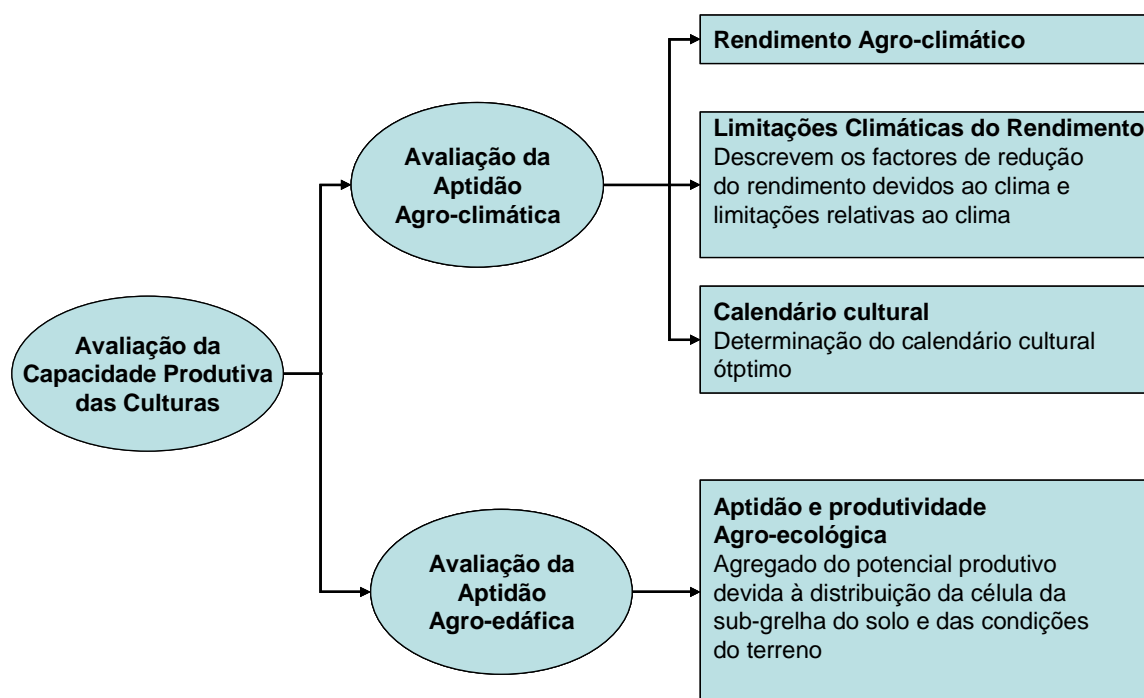 Rendimento Agro-climático
Limitações Climáticas do Rendimento
Descrevem os factores de redução
do rendimento devidos ao clima e
limitações relativas ao clima
Avaliação da
Aptidão
Agro-climática
Calendário cultural
Determinação do calendário cultural
ótptimo
Avaliação da
Capacidade Produtiva
das Culturas
Aptidão e produtividade
Agro-ecológica
Agregado do potencial produtivo
devida à distribuição da célula da
sub-grelha do solo e das condições
do terreno
Avaliação da
Aptidão
Agro-edáfica